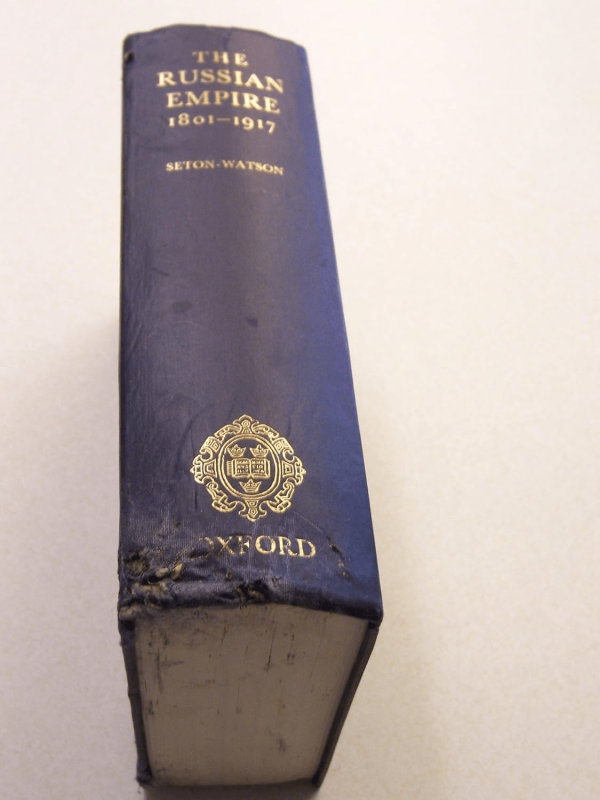 THE
RUSSIAN
EMPIRE
1801–1917
SETON-WATSON
OXFORD